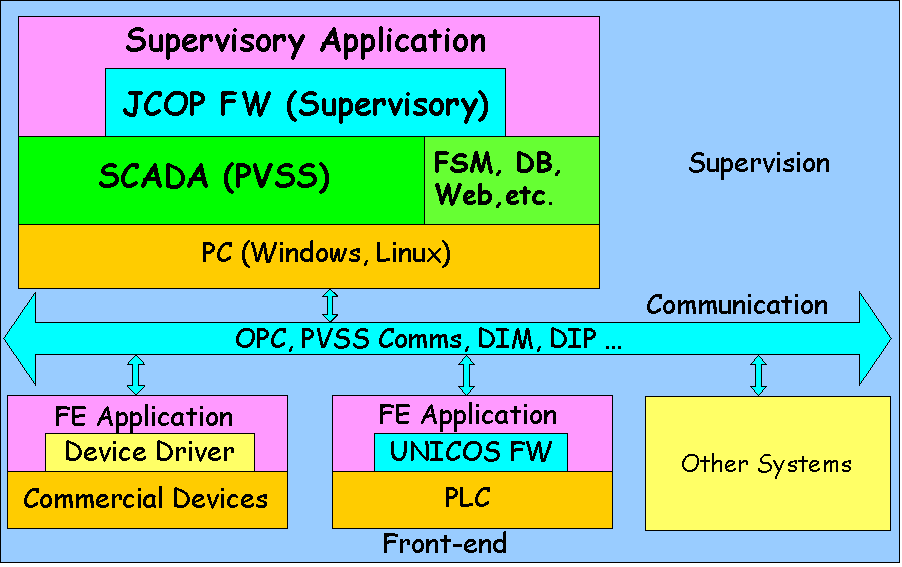 Supervisory Application
JCOP FW (Supervisory)
SCADA (PVSS)
FSM, DB,
Web,etc.
Supervision
PC (Windows, Linux)
Communication
OPC, PVSS Comms, DIM, DIP ...
FE Application
Device Driver
Commercial Devices
FE Application
UNICOS FW
PLC
Other Systems
Front-end